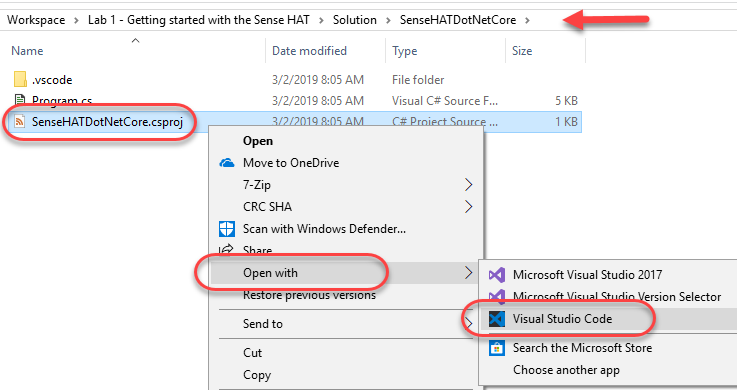 Workspace > Lab 1 - Getting started with the Sense HAT > Solution > SenseHATDotNetCore >
Name Date modified Type Size
.vscode 3/2/2019 8:05 AM File folder
Program.cs 3/2/2019 8:05 AM Visual C# Source F... 5 KB
SenseHATDotNetCore.csproj 3/2/2019 8:05 AM C# Project Source ... 1 KB
Open
Move to OneDrive
7-Zip
CRC SHA
Scan with Windows Defender...
Share
Open with
Restore previous versions
Send to
Cut
Copy
Microsoft Visual Studio 2017
Microsoft Visual Studio Version Selector
Visual Studio Code
Search the Microsoft Store
Choose another app